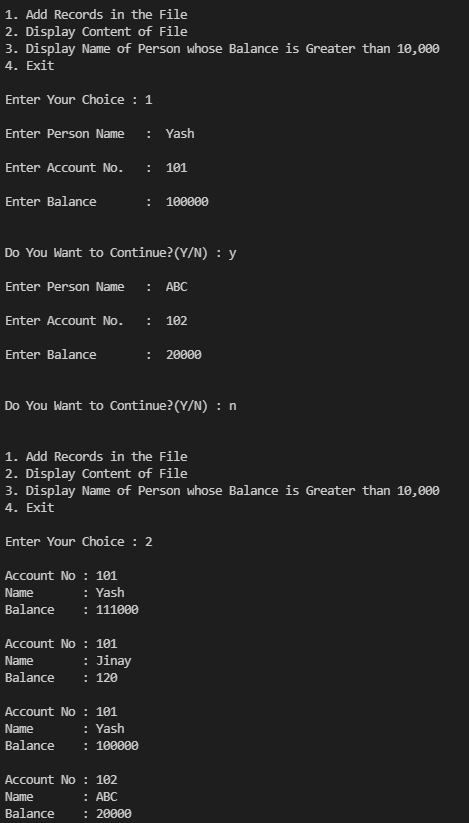 1. Add Records in the File
2. Display Content of File
3. Display Name of Person whose Balance is Greater than 10,000
4. Exit
Enter Your Choice : 1
Enter Person Name   :  Yash
Enter Account No.   :  101
Enter Balance       :  100000
Do You Want to Continue?(Y/N) : y
Enter Person Name   :  ABC
Enter Account No.   :  102
Enter Balance       :  20000
Do You Want to Continue?(Y/N) : n
1. Add Records in the File
2. Display Content of File
3. Display Name of Person whose Balance is Greater than 10,000
4. Exit
Enter Your Choice : 2
Account No : 101
Name       : Yash
Balance    : 111000
Account No : 101
Name       : Jinay
Balance    : 120
Account No : 101
Name       : Yash
Balance    : 100000
Account No : 102
Name       : ABC
Balance    : 20000